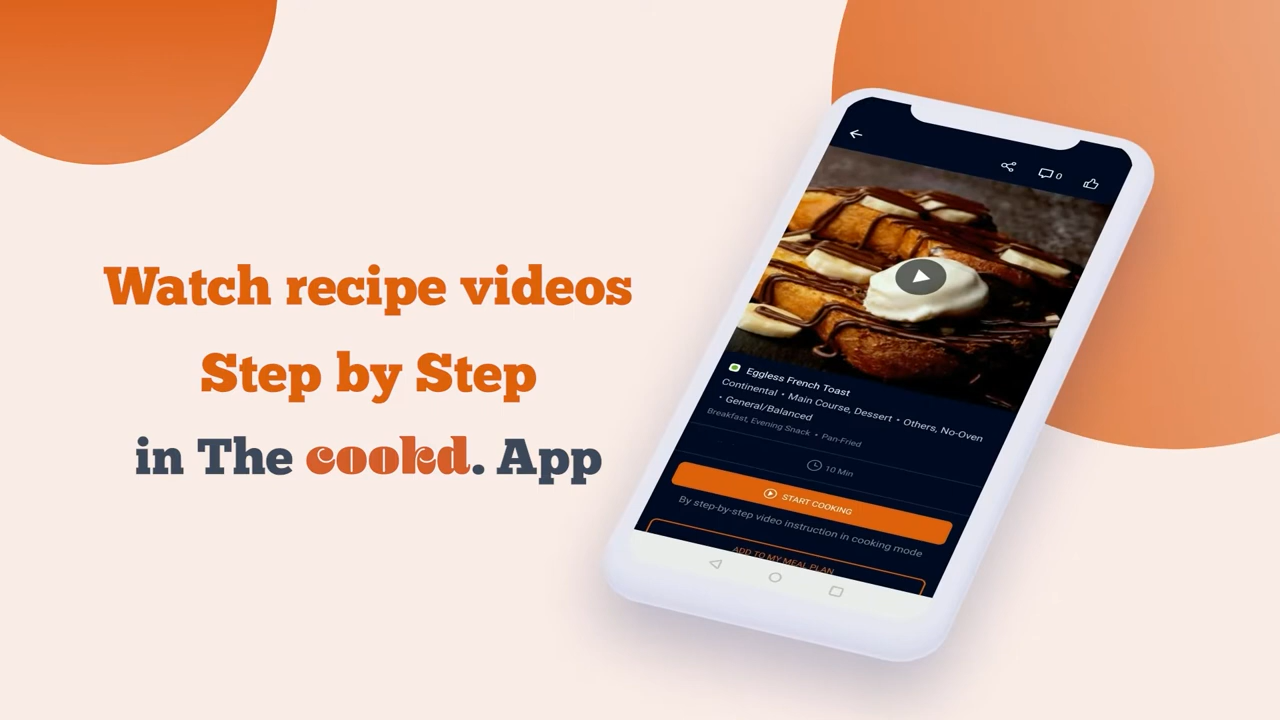 Watch recipe videos
Step by Step
in The cookd. App
0
Eggless French Toast
Continental • Main Course, Dessert • Others, No-Oven
• General/Balanced
Breakfast, Evening Snack • Pan-Fried
10 Min
START COOKING
By step-by-step video instruction in cooking mode
ADD TO MY MEAL PLAN